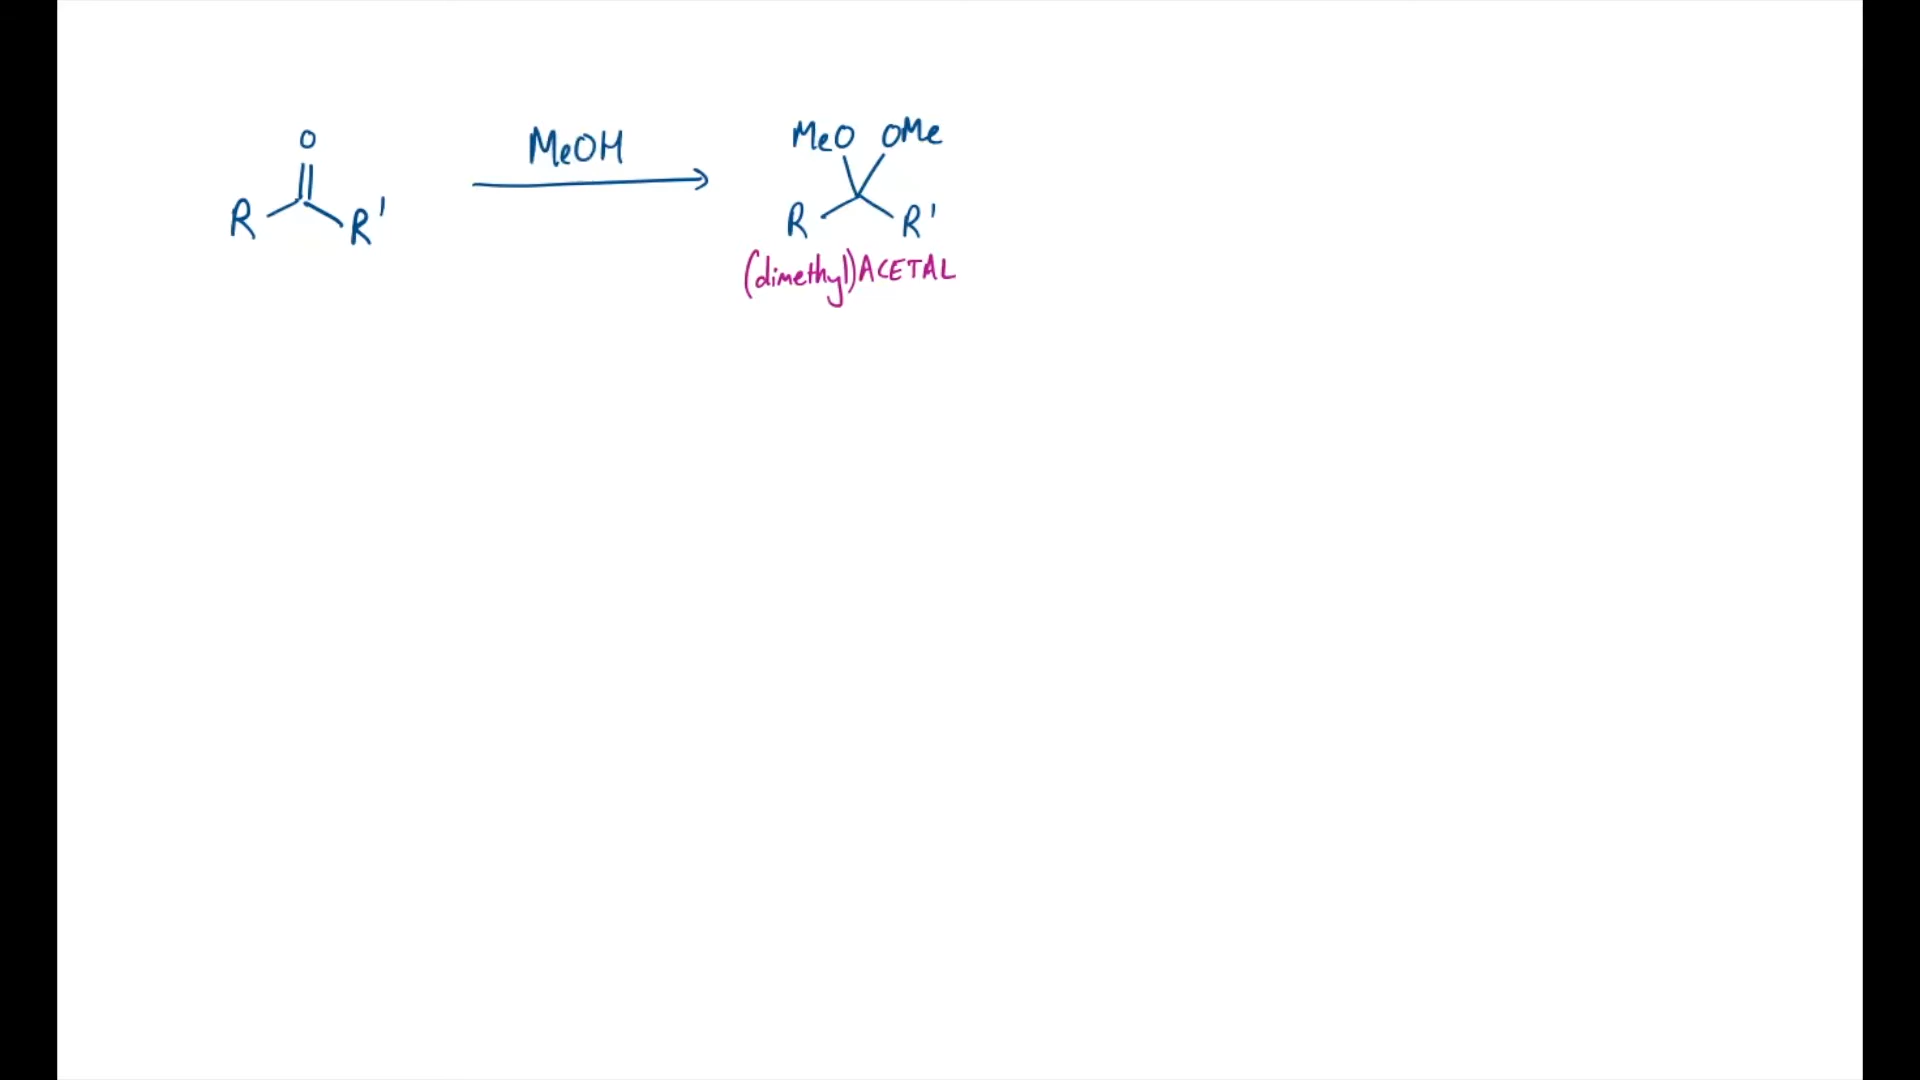 O
MeOH
MeO OMe
R R'
R R'
(dimethyl)ACETAL